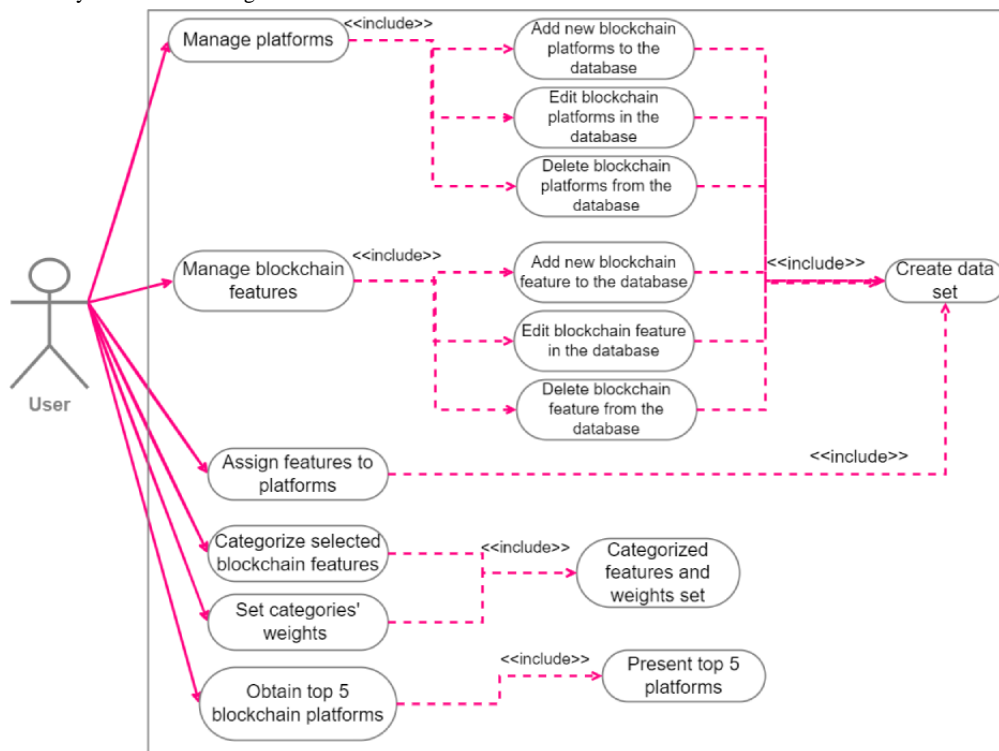 <<include>>
Manage platforms
Add new blockchain
platforms to the
database
Edit blockchain
platforms in the
database
Delete blockchain
platforms from the
database
<<include>>
Manage blockchain
features
Add new blockchain
feature to the database
Edit blockchain feature
in the database
Delete blockchain
feature from the
database
<<include>>
Create data
set
User
Assign features to
platforms
<<include>>
Categorize selected
blockchain features
<<include>>
Categorized
features and
weights set
Set categories'
weights
<<include>>
Obtain top 5
blockchain platforms
Present top 5
platforms